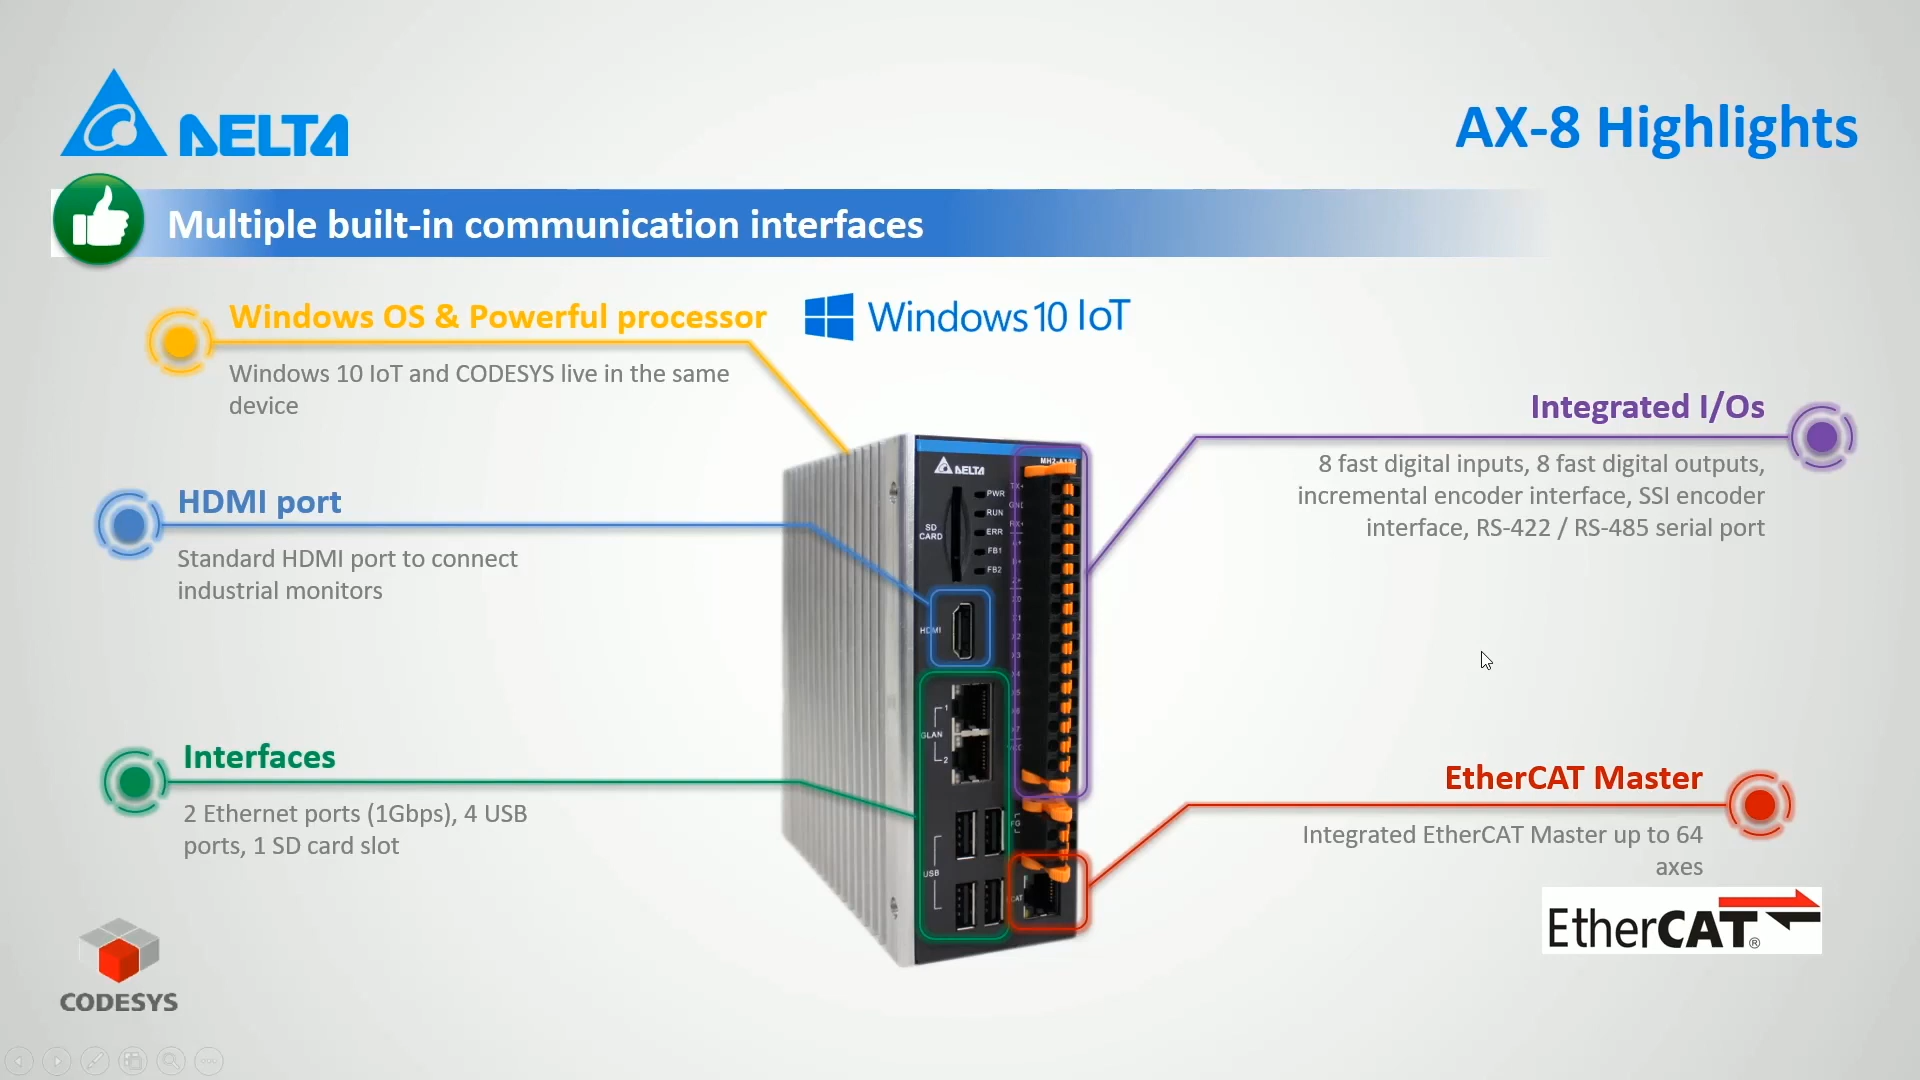 DELTA
AX-8 Highlights
Multiple built-in communication interfaces
Windows OS & Powerful processor
Windows 10 IoT
Windows 10 IoT and CODESYS live in the same
device
Integrated I/Os
8 fast digital inputs, 8 fast digital outputs,
incremental encoder interface, SSI encoder
interface, RS-422 / RS-485 serial port
HDMI port
Standard HDMI port to connect
industrial monitors
DELTA
PWR
RUN
SD
CARD
ERR
FB1
FB2
HDMI
1
GLAN
2
USB
FG
Interfaces
2 Ethernet ports (1Gbps), 4 USB
ports, 1 SD card slot
EtherCAT Master
Integrated EtherCAT Master up to 64
axes
EtherCAT®
CODESYS